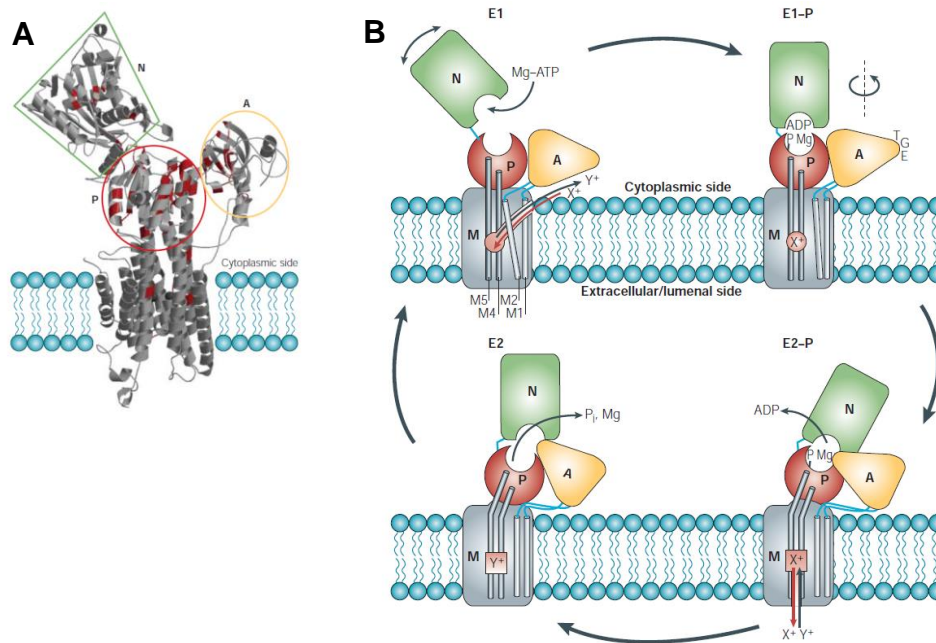 A
N
A
P
Cytoplasmic side
B
E1
N
Mg–ATP
P
A
Y⁺
X⁺
Cytoplasmic side
M
Extracellular/lumenal side
M5
M4
M2
M1
E1–P
N
ADP
P Mg
P
A
T
G
E
M
X⁺
E2
N
Pᵢ, Mg
P
A
M
Y⁺
E2–P
ADP
N
P Mg
P
A
M
X⁺
X⁺ Y⁺